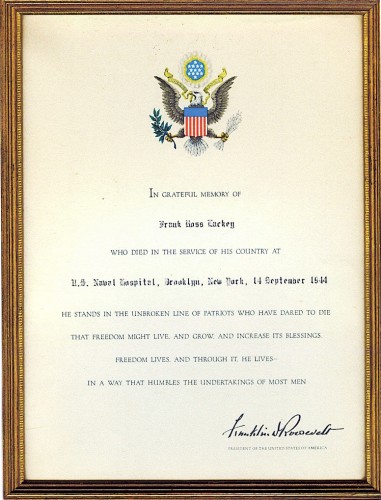 IN GRATEFUL MEMORY OF
Frank Ross Lackey
WHO DIED IN THE SERVICE OF HIS COUNTRY AT
U.S. Naval Hospital, Brooklyn, New York, 14 September 1944
HE STANDS IN THE UNBROKEN LINE OF PATRIOTS WHO HAVE DARED TO DIE
THAT FREEDOM MIGHT LIVE, AND GROW, AND INCREASE ITS BLESSINGS.
FREEDOM LIVES, AND THROUGH IT, HE LIVES—
IN A WAY THAT HUMBLES THE UNDERTAKINGS OF MOST MEN
Franklin D Roosevelt
PRESIDENT OF THE UNITED STATES OF AMERICA